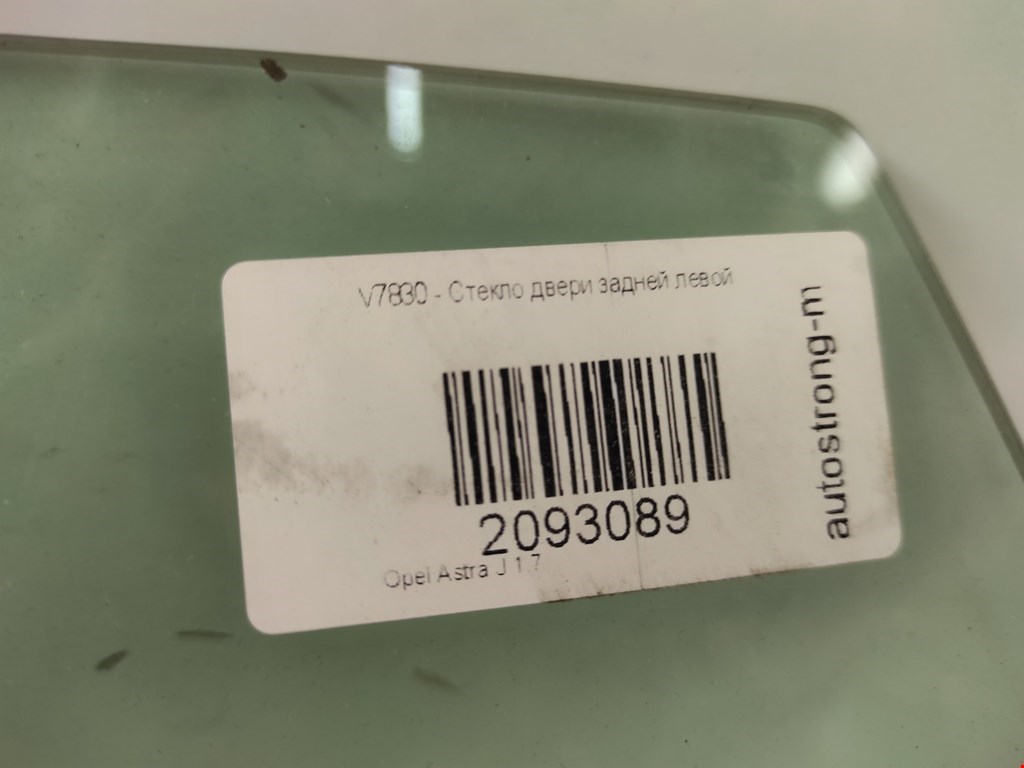 V7830 - Стекло двери задней левой
2093089
Opel Astra J 1.7
autostrong-m